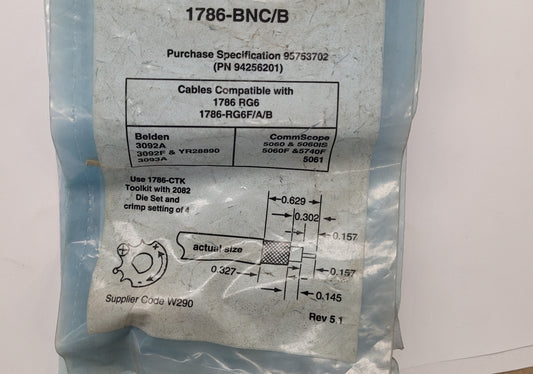 1786-BNC/B
Purchase Specification 95753702
(PN 94256201)
Cables Compatible with
1786 RG6
1786-RG6F/A/B
Belden
3092A
3092F & YR28890
3093A
CommScope
5060 & 5060IS
5060F &5740F
5061
Use 1786-CTK
Toolkit with 2082
Die Set and
crimp setting of 4
0.629
0.302
0.157
actual size
0.327
0.157
0.145
Supplier Code W290
Rev 5.1